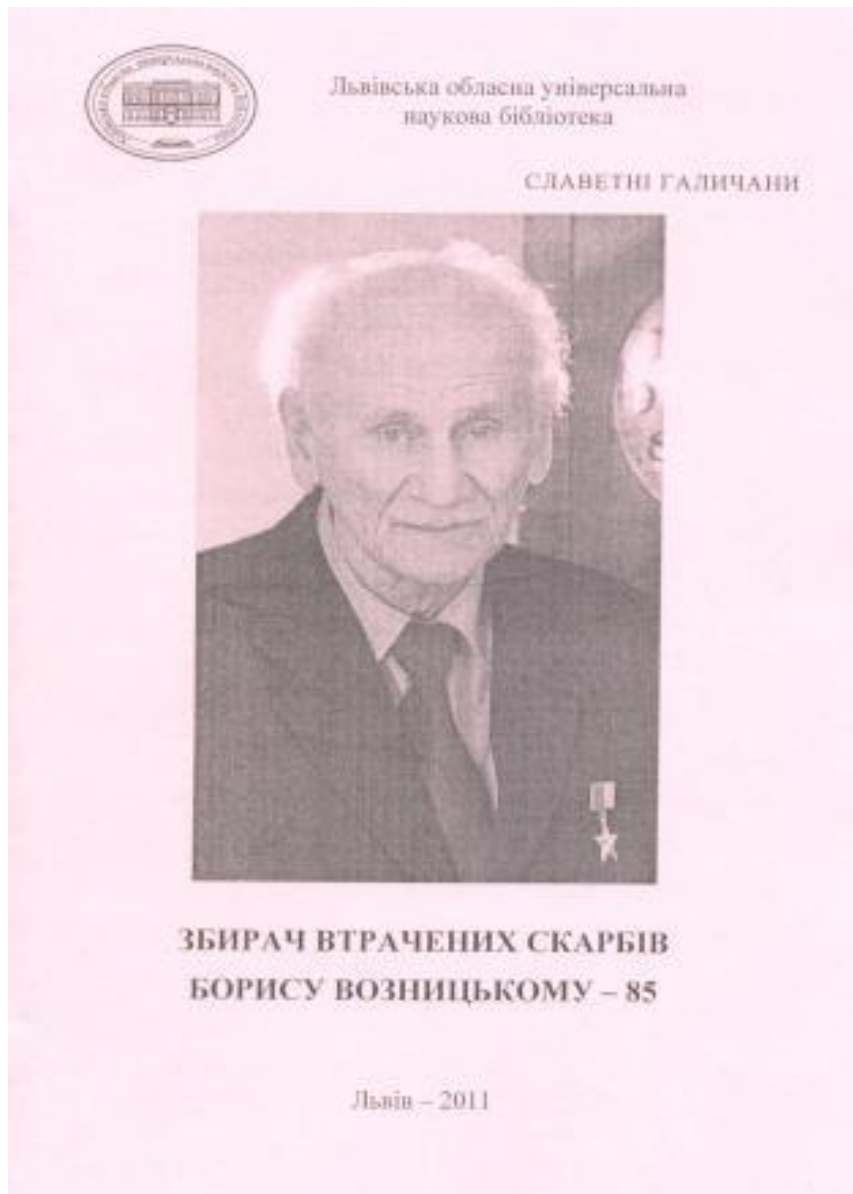 Львівська обласна універсальна
наукова бібліотека
СЛАВЕТНІ ГАЛИЧАНИ
ЗБИРАЧ ВТРАЧЕНИХ СКАРБІВ
БОРИСУ ВОЗНИЦЬКОМУ – 85
Львів – 2011